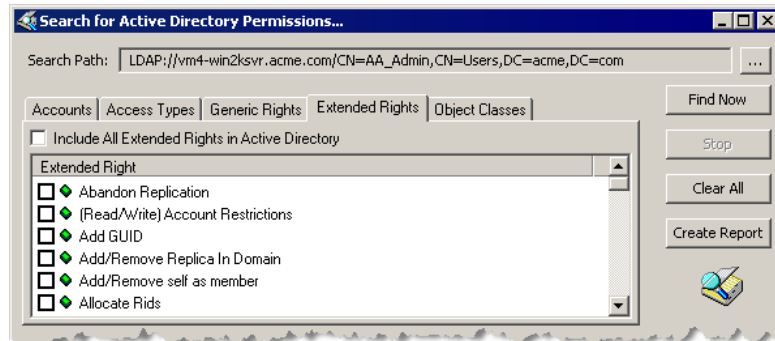 Search for Active Directory Permissions...
Search Path: LDAP://vm4-win2ksvr.acme.com/CN=AA_Admin,CN=Users,DC=acme,DC=com ...
Accounts Access Types Generic Rights Extended Rights Object Classes
Find Now
Include All Extended Rights in Active Directory
Stop
Extended Right
Abandon Replication
Clear All
(Read/Write) Account Restrictions
Add GUID
Create Report
Add/Remove Replica In Domain
Add/Remove self as member
Allocate Rids